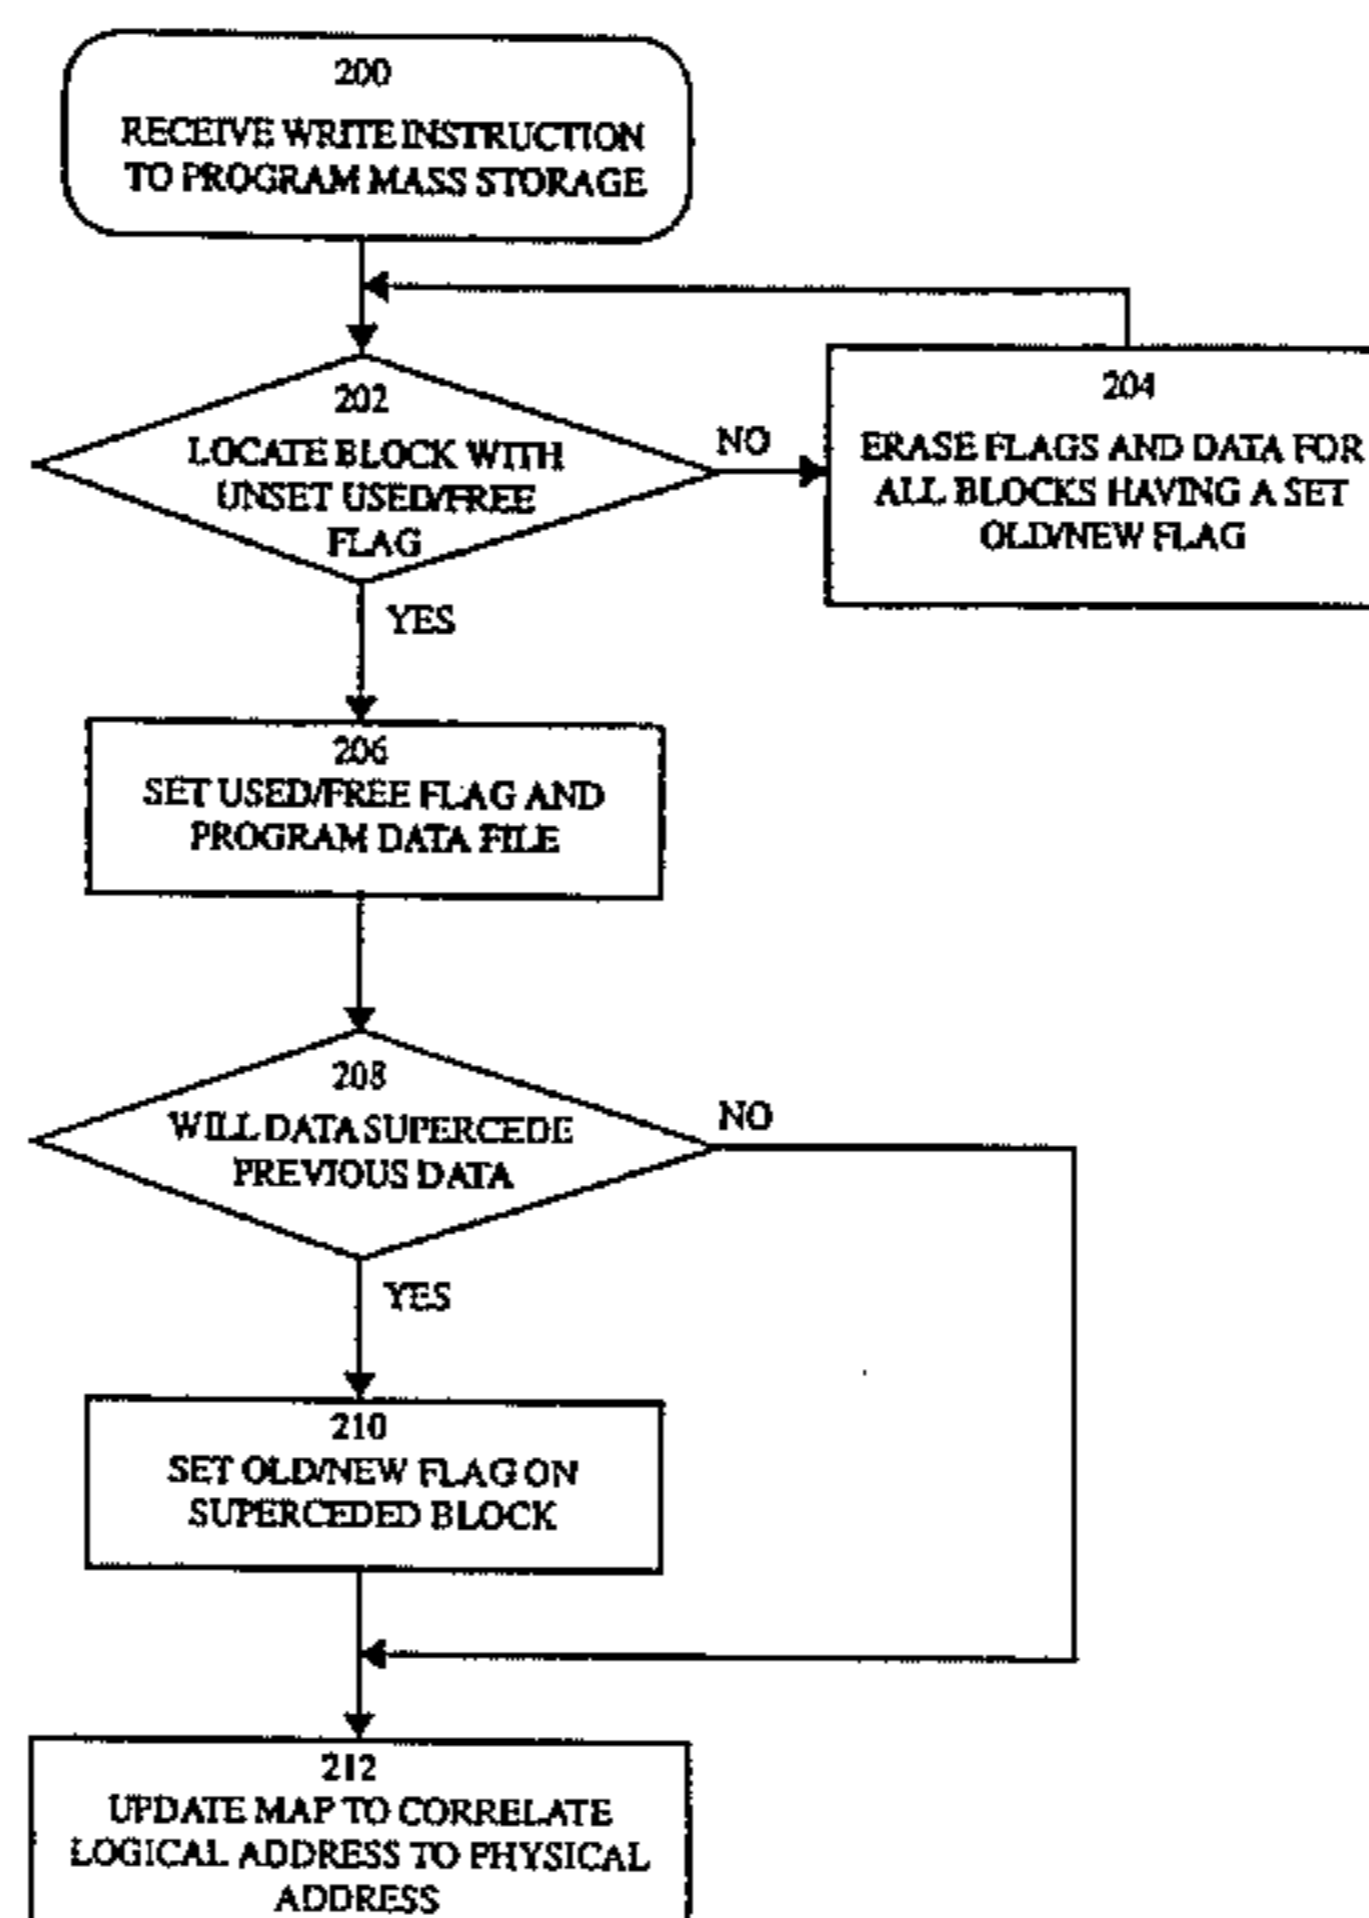 200
RECEIVE WRITE INSTRUCTION
TO PROGRAM MASS STORAGE
202
LOCATE BLOCK WITH
UNSET USED/FREE
FLAG
NO
204
ERASE FLAGS AND DATA FOR
ALL BLOCKS HAVING A SET
OLD/NEW FLAG
YES
206
SET USED/FREE FLAG AND
PROGRAM DATA FILE
208
WILL DATA SUPERCEDE
PREVIOUS DATA
NO
YES
210
SET OLD/NEW FLAG ON
SUPERCEDED BLOCK
212
UPDATE MAP TO CORRELATE
LOGICAL ADDRESS TO PHYSICAL
ADDRESS